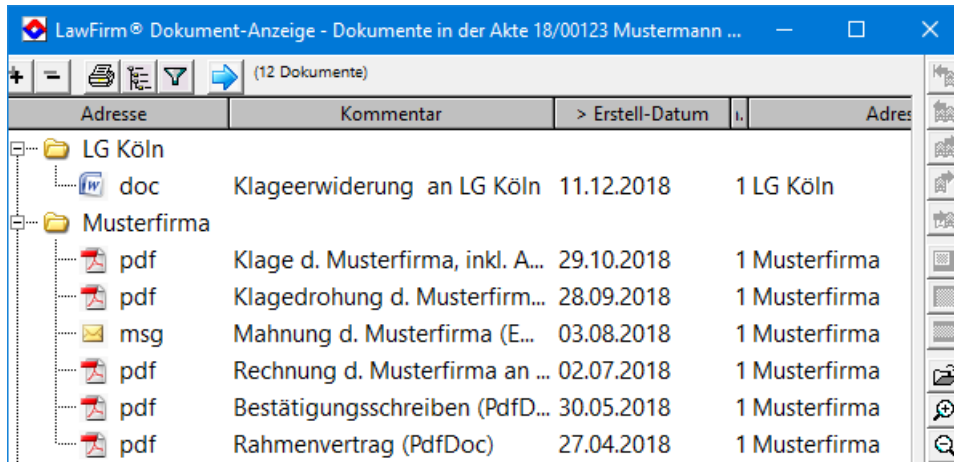 LawFirm® Dokument-Anzeige - Dokumente in der Akte 18/00123 Mustermann ...
(12 Dokumente)
Adresse Kommentar > Erstell-Datum Adres
LG Köln
doc Klageerwiderung an LG Köln 11.12.2018 1 LG Köln
Musterfirma
pdf Klage d. Musterfirma, inkl. A... 29.10.2018 1 Musterfirma
pdf Klagedrohung d. Musterfirm... 28.09.2018 1 Musterfirma
msg Mahnung d. Musterfirma (E... 03.08.2018 1 Musterfirma
pdf Rechnung d. Musterfirma an ... 02.07.2018 1 Musterfirma
pdf Bestätigungsschreiben (PdfD... 30.05.2018 1 Musterfirma
pdf Rahmenvertrag (PdfDoc) 27.04.2018 1 Musterfirma